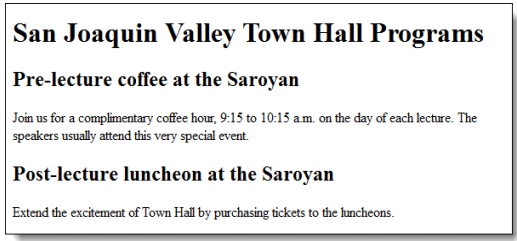 San Joaquin Valley Town Hall Programs
Pre-lecture coffee at the Saroyan
Join us for a complimentary coffee hour, 9:15 to 10:15 a.m. on the day of each lecture. The
speakers usually attend this very special event.
Post-lecture luncheon at the Saroyan
Extend the excitement of Town Hall by purchasing tickets to the luncheons.